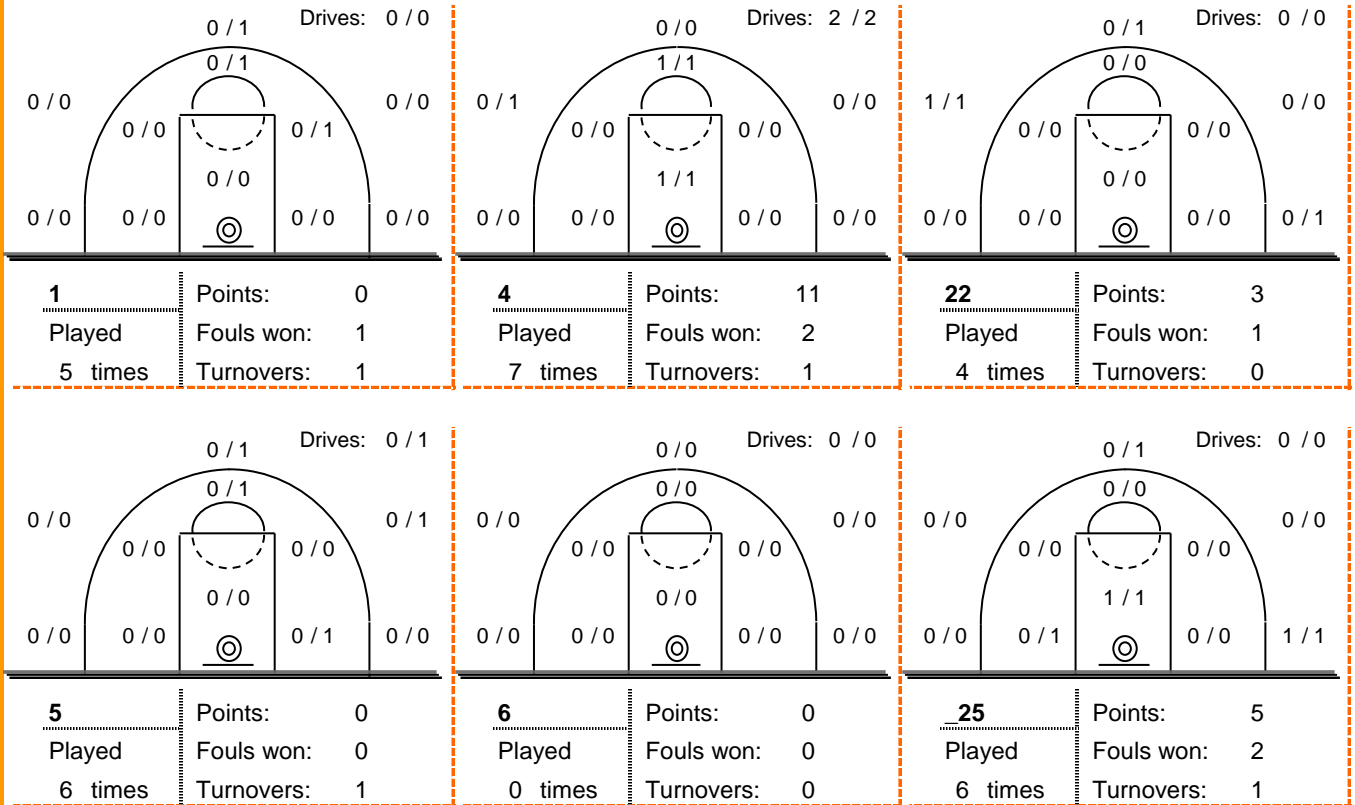 Drives: 0 / 0
0 / 1
0 / 1
0 / 0
0 / 0
0 / 0
0 / 1
0 / 0
0 / 0
0 / 0
0 / 0
0 / 0
1
Points: 0
Played
Fouls won: 1
5 times
Turnovers: 1
Drives: 2 / 2
0 / 0
1 / 1
0 / 1
0 / 0
0 / 0
0 / 0
1 / 1
0 / 0
0 / 0
0 / 0
0 / 0
4
Points: 11
Played
Fouls won: 2
7 times
Turnovers: 1
Drives: 0 / 0
0 / 1
0 / 0
1 / 1
0 / 0
0 / 0
0 / 0
0 / 0
0 / 0
0 / 0
0 / 0
0 / 1
22
Points: 3
Played
Fouls won: 1
4 times
Turnovers: 0
Drives: 0 / 1
0 / 1
0 / 1
0 / 0
0 / 1
0 / 0
0 / 0
0 / 0
0 / 0
0 / 0
0 / 1
0 / 0
5
Points: 0
Played
Fouls won: 0
6 times
Turnovers: 1
Drives: 0 / 0
0 / 0
0 / 0
0 / 0
0 / 0
0 / 0
0 / 0
0 / 0
0 / 0
0 / 0
0 / 0
0 / 0
6
Points: 0
Played
Fouls won: 0
0 times
Turnovers: 0
Drives: 0 / 0
0 / 1
0 / 0
0 / 0
0 / 0
0 / 0
0 / 0
1 / 1
0 / 0
0 / 1
0 / 0
1 / 1
_25
Points: 5
Played
Fouls won: 2
6 times
Turnovers: 1